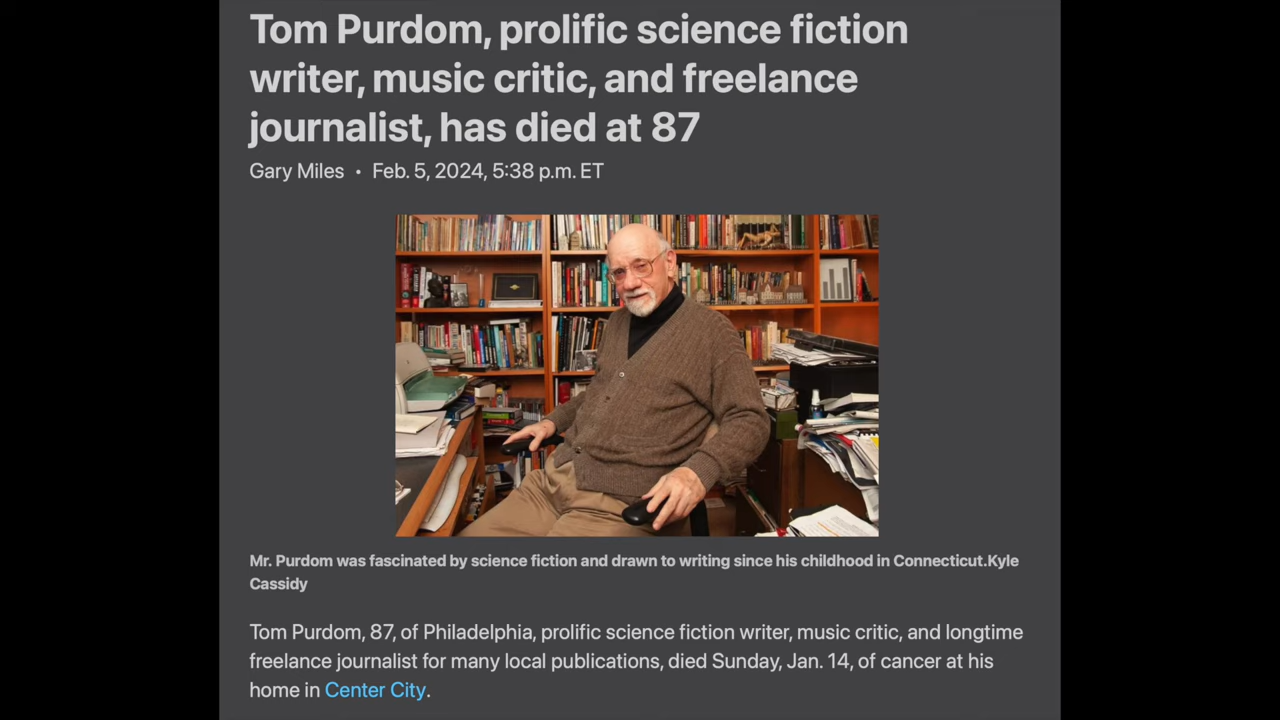 Tom Purdom, prolific science fiction
writer, music critic, and freelance
journalist, has died at 87
Gary Miles • Feb. 5, 2024, 5:38 p.m. ET
Mr. Purdom was fascinated by science fiction and drawn to writing since his childhood in Connecticut.Kyle
Cassidy
Tom Purdom, 87, of Philadelphia, prolific science fiction writer, music critic, and longtime
freelance journalist for many local publications, died Sunday, Jan. 14, of cancer at his
home in Center City.